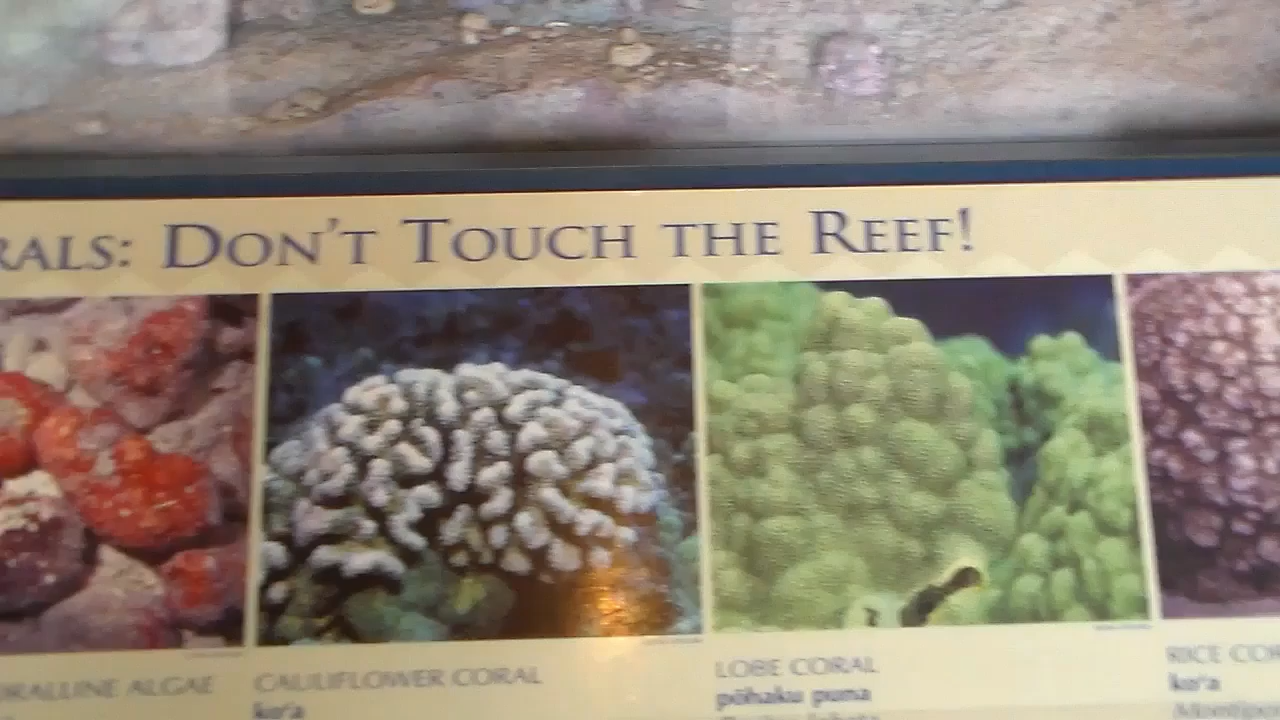 RALS: DON'T TOUCH THE REEF!
ORALLINE ALGAE
CAULIFLOWER CORAL
ko'a
LOBE CORAL
pōhaku puna
RICE COR
ko'a